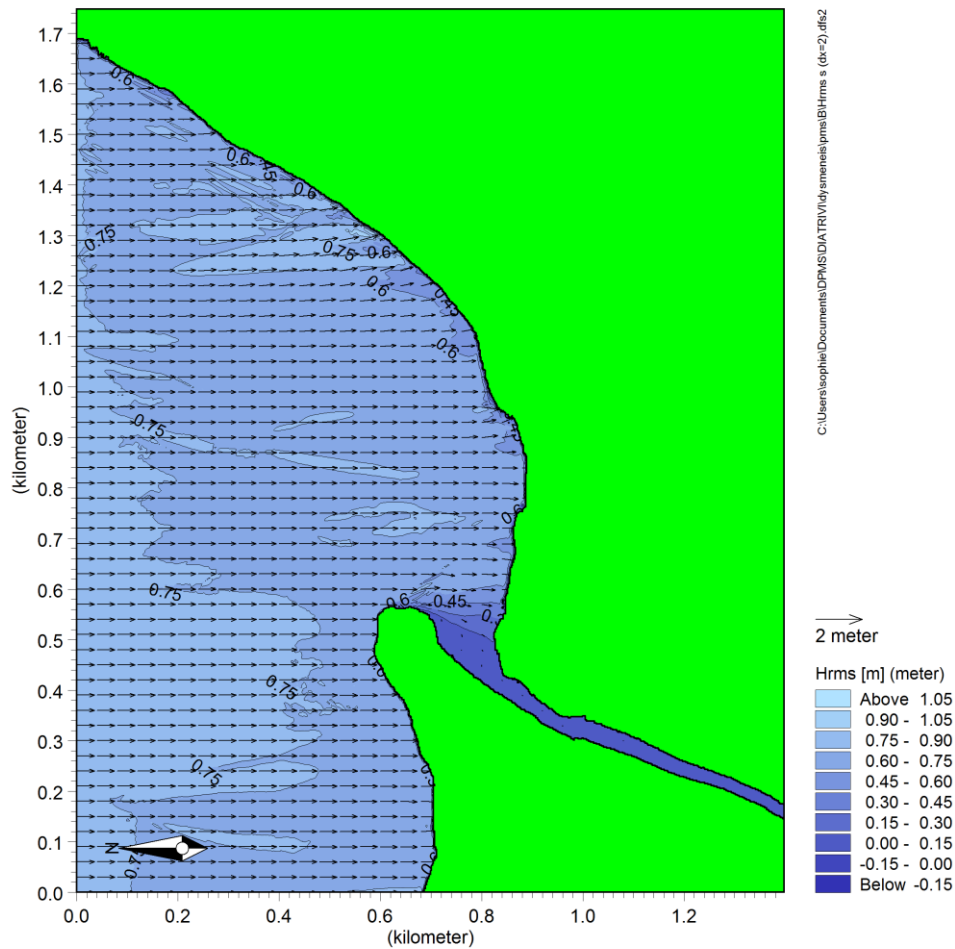 1.7
1.6
1.5
1.4
1.3
1.2
1.1
1.0
0.9
0.8
0.7
0.6
0.5
0.4
0.3
0.2
0.1
0.0
(kilometer)
0.0
0.2
0.4
0.6
0.8
1.0
1.2
(kilometer)
0.6
0.6
0.6
0.75
0.75
0.6
0.6
0.45
0.6
0.75
0.75
0.6
0.45
0.75
0.75
N
C:\Users\sophie\Documents\DPMS\DIATRIVI\dysmeneis\pms\B\Hrms s (dx=2).dfs2
2 meter
Hrms [m] (meter)
Above 1.05
0.90 - 1.05
0.75 - 0.90
0.60 - 0.75
0.45 - 0.60
0.30 - 0.45
0.15 - 0.30
0.00 - 0.15
-0.15 - 0.00
Below -0.15